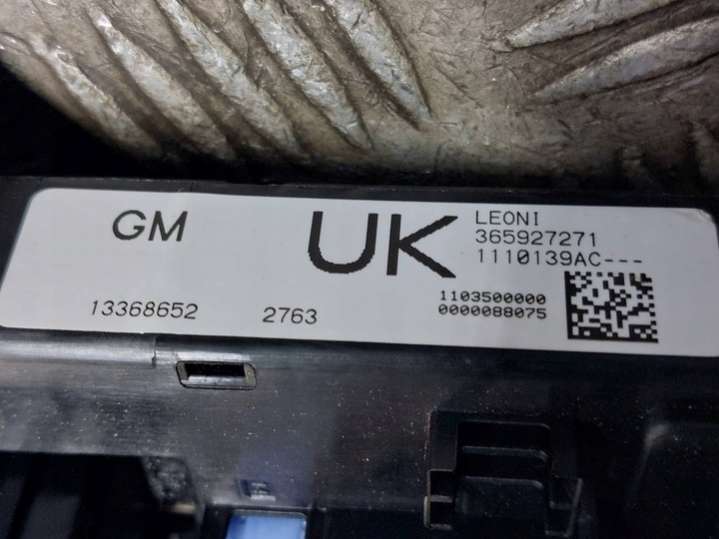 GM
UK
LEONI
365927271
1110139AC---
13368652
2763
1103500000
0000088075